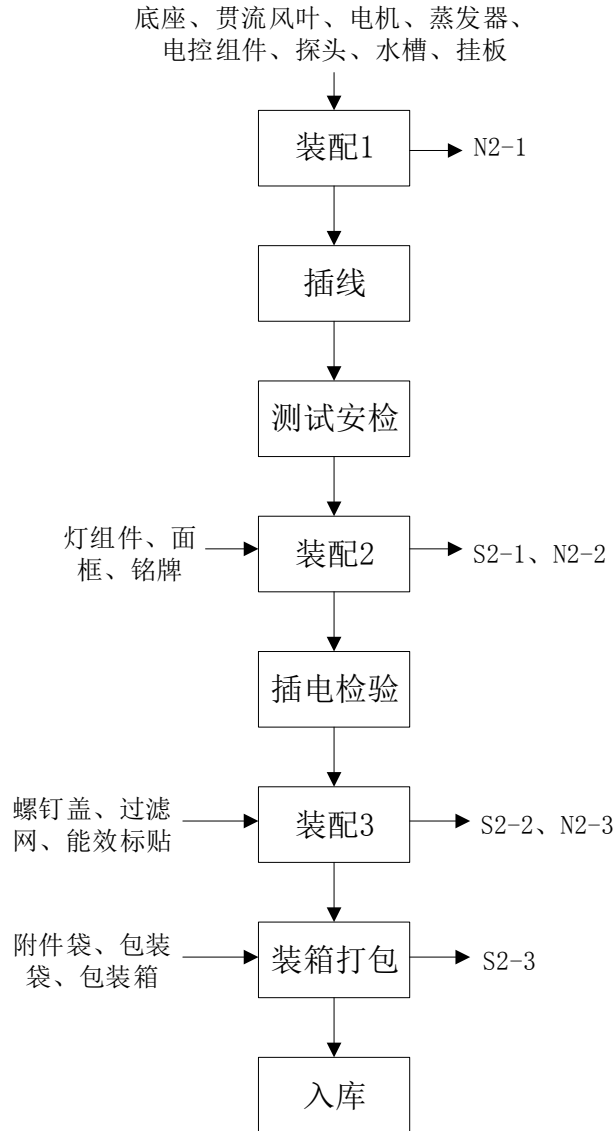 底座、贯流风叶、电机、蒸发器、
电控组件、探头、水槽、挂板
装配1
N2-1
插线
测试安检
灯组件、面
框、铭牌
装配2
S2-1、N2-2
插电检验
螺钉盖、过滤
网、能效标贴
装配3
S2-2、N2-3
附件袋、包装
袋、包装箱
装箱打包
S2-3
入库